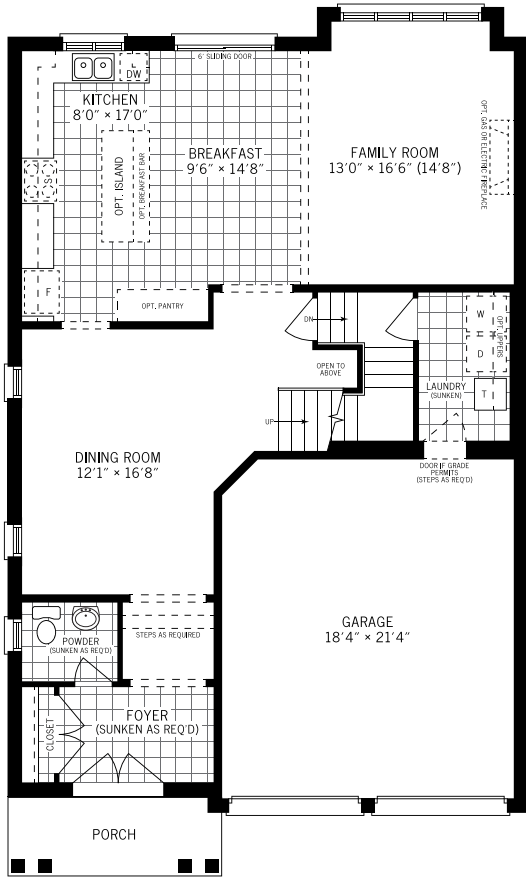 6' SLIDING DOOR
DW
KITCHEN
8'0" × 17'0"
BREAKFAST
9'6" × 14'8"
FAMILY ROOM
13'0" × 16'6" (14'8")
OPT. GAS OR ELECTRIC FIREPLACE
OPT. ISLAND
OPT. BREAKFAST BAR
S
F
OPT. PANTRY
DN
W
D
OPT. UPPERS
T
OPEN TO
ABOVE
LAUNDRY
(SUNKEN)
UP
DINING ROOM
12'1" × 16'8"
DOOR IF GRADE
PERMITS
(STEPS AS REQ'D)
GARAGE
18'4" × 21'4"
POWDER
(SUNKEN AS REQ'D)
STEPS AS REQUIRED
CLOSET
FOYER
(SUNKEN AS REQ'D)
PORCH